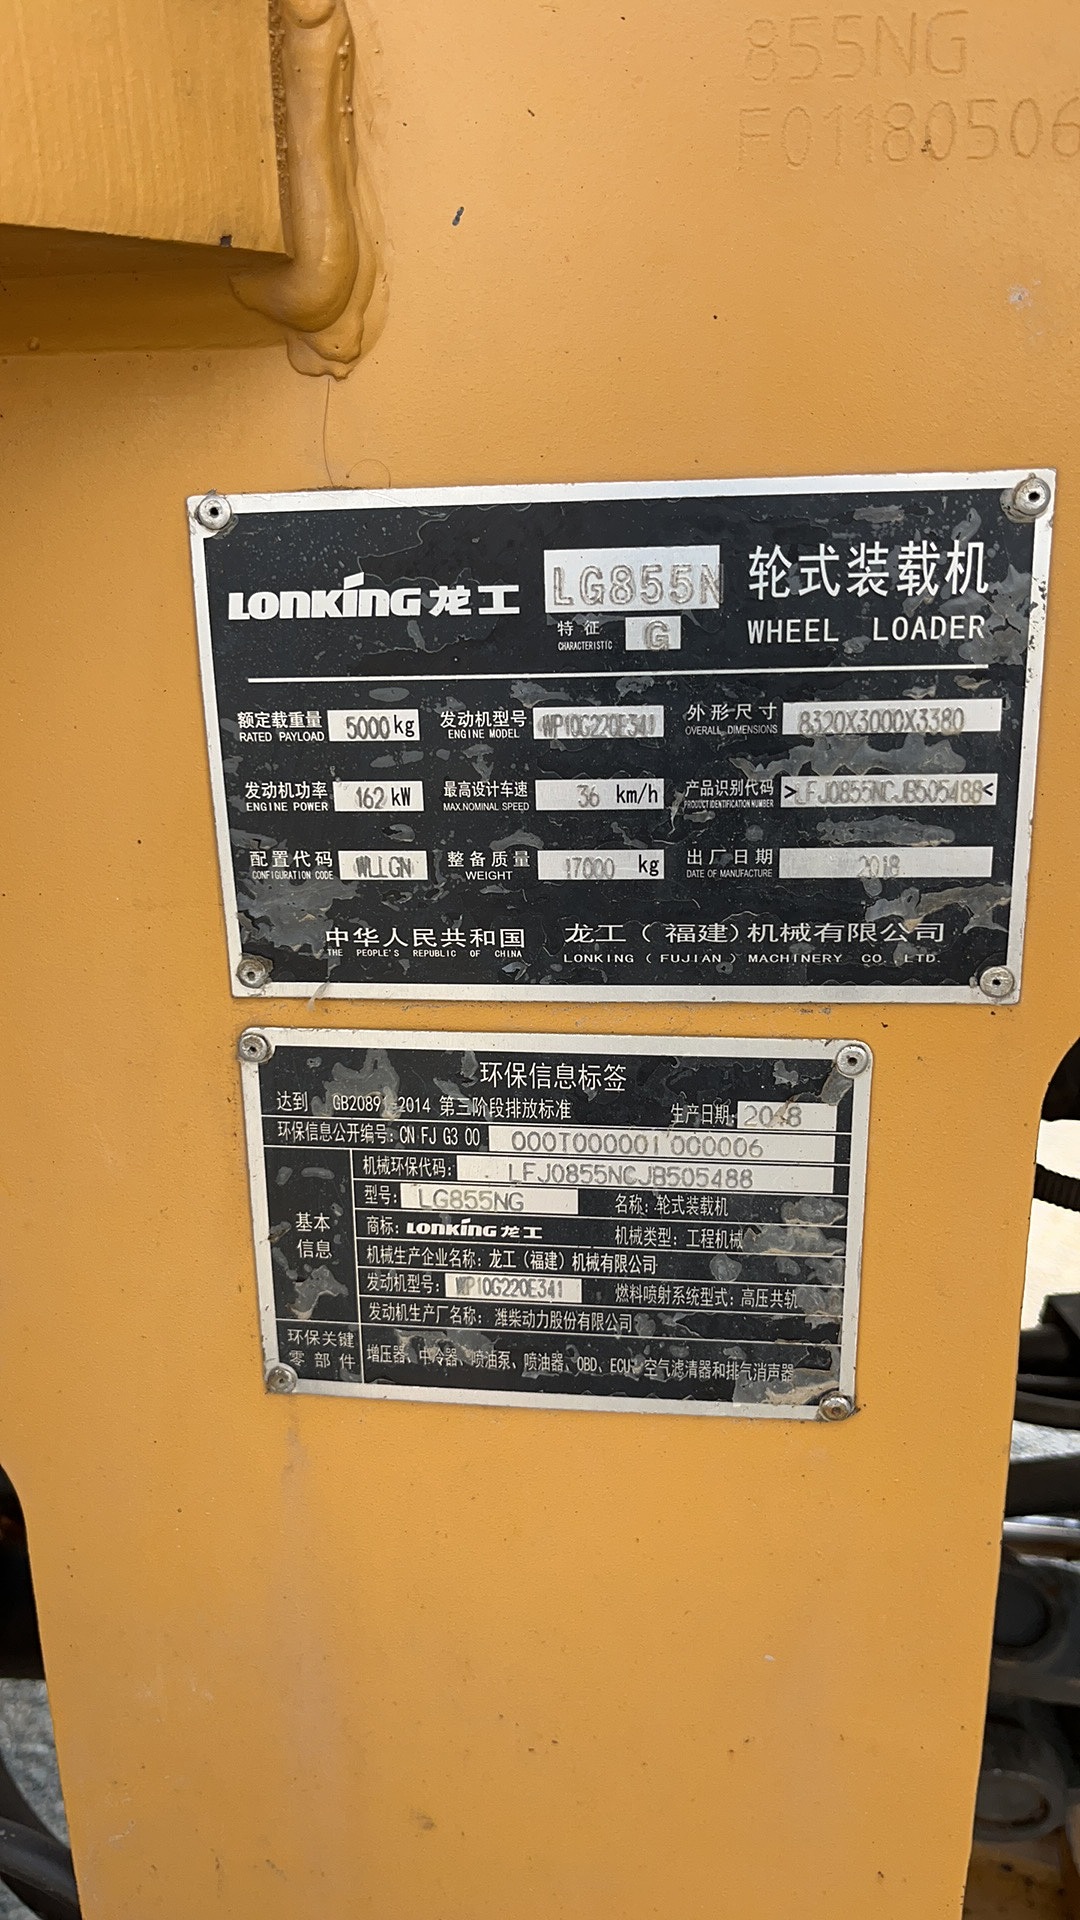 855NG
F01180506
LONKING 龙工 LG855N 轮式装载机
特征 G
CHARACTERISTIC
WHEEL LOADER
额定载重量 5000 kg 发动机型号 WP10G220E341 外形尺寸 8320X3000X3380
RATED PAYLOAD ENGINE MODEL OVERALL DIMENSIONS
发动机功率 162 kW 最高设计车速 36 km/h 产品识别代码 >LFJ0855NCJB505488<
ENGINE POWER MAX.NOMINAL SPEED PRODUCT IDENTIFICATION NUMBER
配置代码 WLLGN 整备质量 17000 kg 出厂日期 2018
CONFIGURATION CODE WEIGHT DATE OF MANUFACTURE
中华人民共和国 龙工（福建）机械有限公司
THE PEOPLE'S REPUBLIC OF CHINA LONKING ( FUJIAN ) MACHINERY CO., LTD.
环保信息标签
达到 GB20891-2014 第三阶段排放标准 生产日期: 2018
环保信息公开编号: CN FJ G3 00 000T000001 000006
基本信息
机械环保代码: LFJ0855NCJB505488
型号: LG855NG 名称: 轮式装载机
商标: LONKING 龙工 机械类型: 工程机械
机械生产企业名称: 龙工（福建）机械有限公司
发动机型号: WP10G220E341 燃料喷射系统型式: 高压共轨
发动机生产厂名称: 潍柴动力股份有限公司
环保关键零部件 增压器、中冷器、喷油泵、喷油器、OBD、ECU、空气滤清器和排气消声器